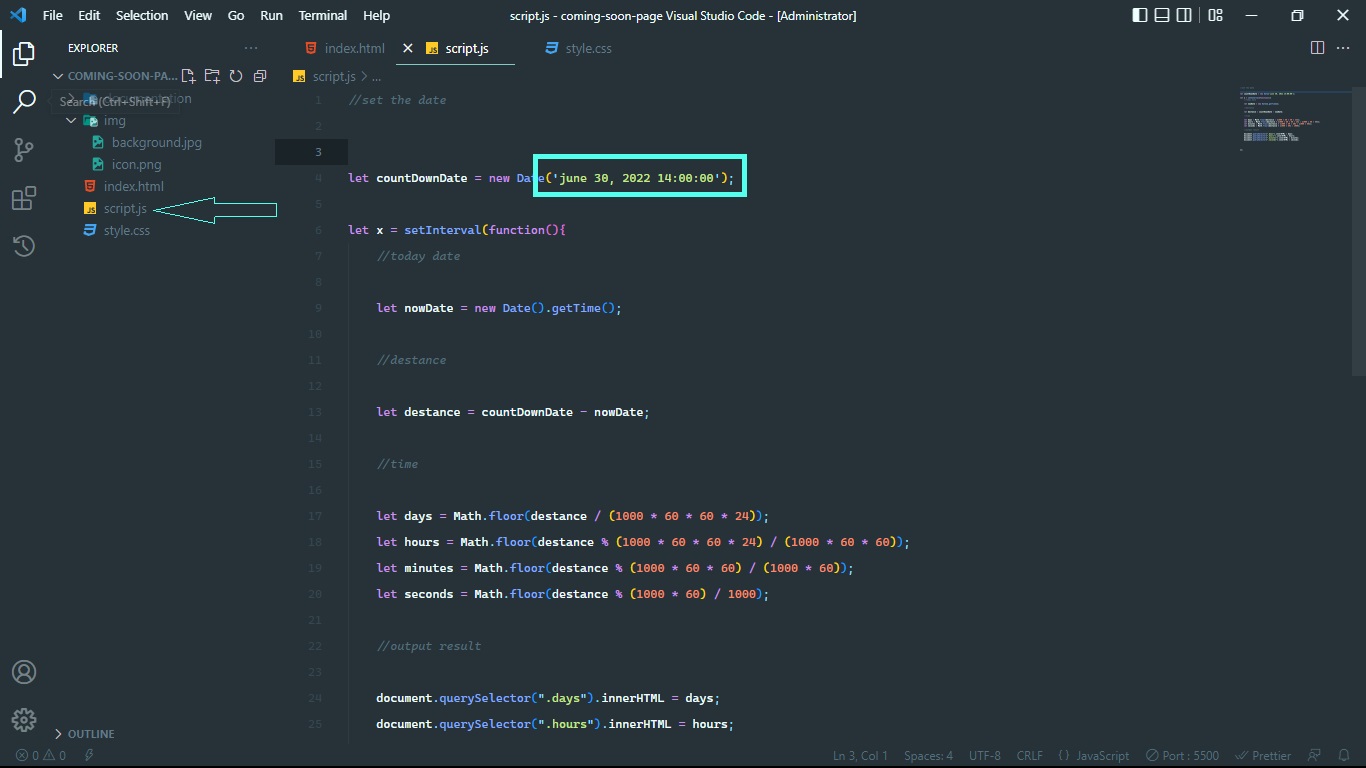 File Edit Selection View Go Run Terminal Help
script.js - coming-soon-page Visual Studio Code - [Administrator]
EXPLORER
index.html
script.js
style.css
COMING-SOON-PA...
script.js > ...
documentation
Search (Ctrl+Shift+F)
img
background.jpg
icon.png
index.html
script.js
style.css
1 //set the date
2
3
4 let countDownDate = new Date('june 30, 2022 14:00:00');
5
6 let x = setInterval(function(){
7 //today date
8
9 let nowDate = new Date().getTime();
10
11 //destance
12
13 let destance = countDownDate - nowDate;
14
15 //time
16
17 let days = Math.floor(destance / (1000 * 60 * 60 * 24));
18 let hours = Math.floor(destance % (1000 * 60 * 60 * 24) / (1000 * 60 * 60));
19 let minutes = Math.floor(destance % (1000 * 60 * 60) / (1000 * 60));
20 let seconds = Math.floor(destance % (1000 * 60) / 1000);
21
22 //output result
23
24 document.querySelector(".days").innerHTML = days;
25 document.querySelector(".hours").innerHTML = hours;
OUTLINE
0 0
Ln 3, Col 1 Spaces: 4 UTF-8 CRLF {} JavaScript Port : 5500 Prettier